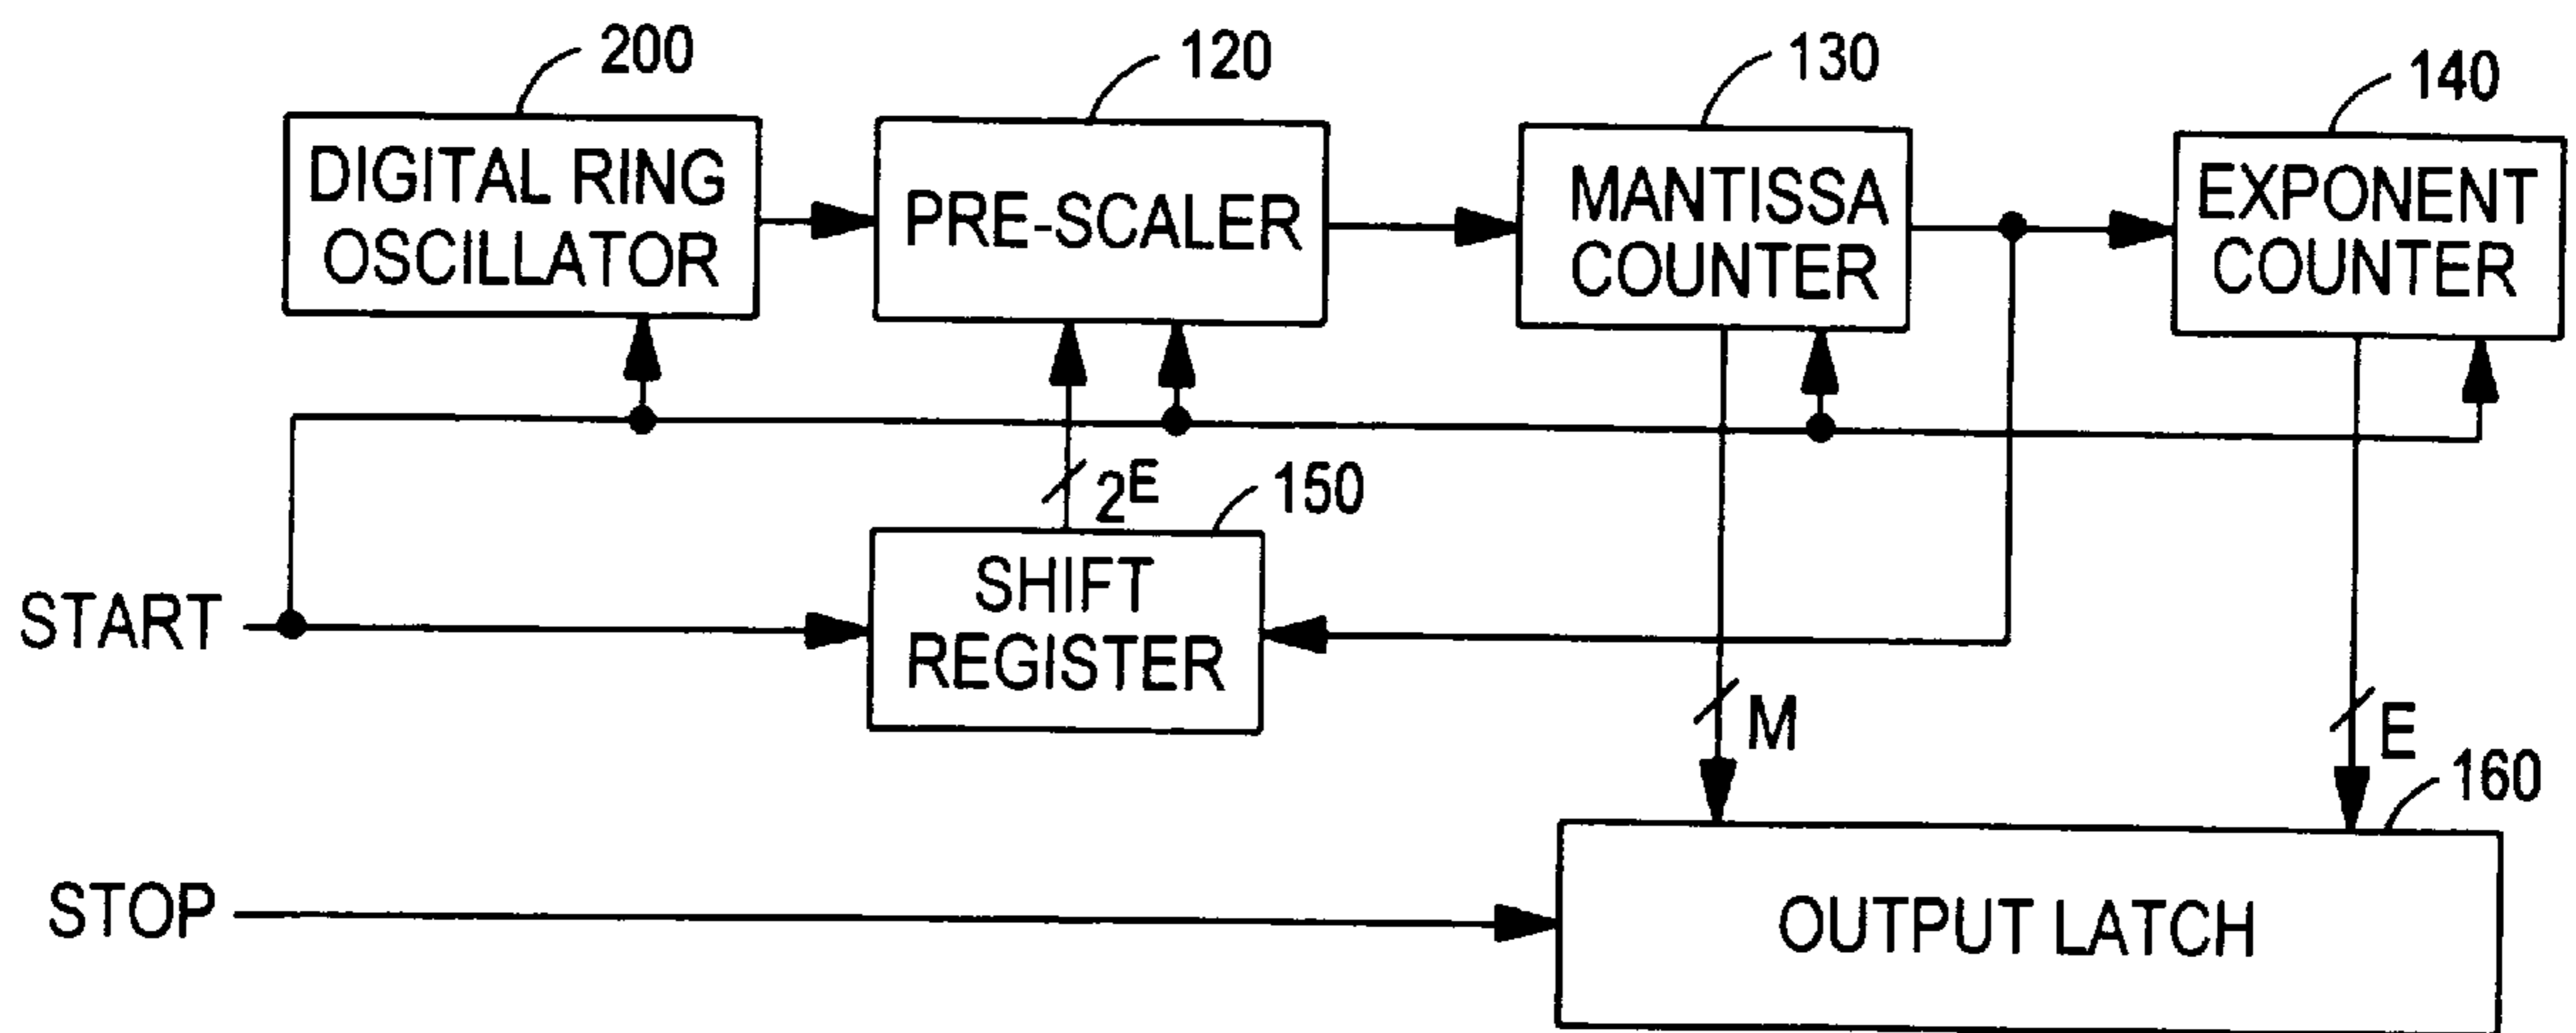 200
120
130
140
DIGITAL RING
OSCILLATOR
PRE-SCALER
MANTISSA
COUNTER
EXPONENT
COUNTER
2^E
150
START
SHIFT
REGISTER
M
E
160
STOP
OUTPUT LATCH